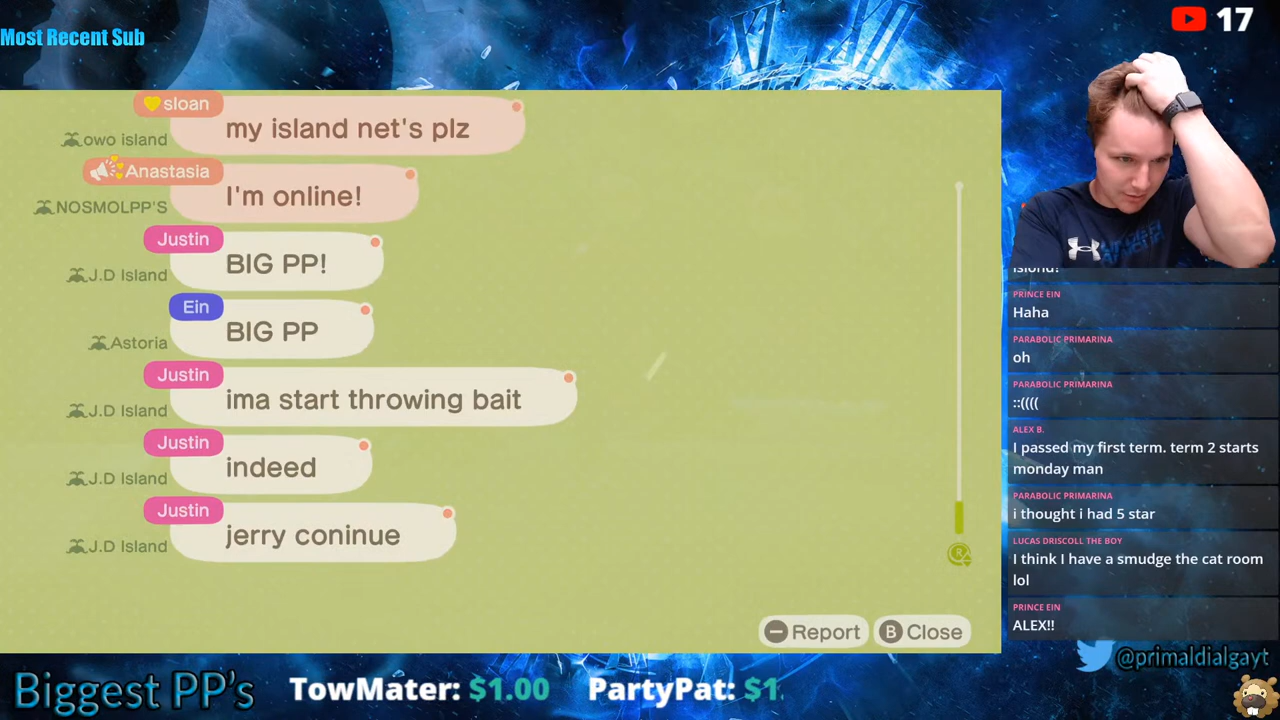 Most Recent Sub
17
sloan
owo island
my island net's plz
Anastasia
NOSMOLPP'S
I'm online!
Justin
J.D Island
BIG PP!
Ein
Astoria
BIG PP
Justin
J.D Island
ima start throwing bait
Justin
J.D Island
indeed
Justin
J.D Island
jerry coninue
R
Report
B Close
island?
PRINCE EIN
Haha
PARABOLIC PRIMARINA
oh
PARABOLIC PRIMARINA
::((((
ALEX B.
I passed my first term. term 2 starts
monday man
PARABOLIC PRIMARINA
i thought i had 5 star
LUCAS DRISCOLL THE BOY
I think I have a smudge the cat room
lol
PRINCE EIN
ALEX!!
@primaldialgayt
Biggest PP's
TowMater: $1.00 PartyPat: $1